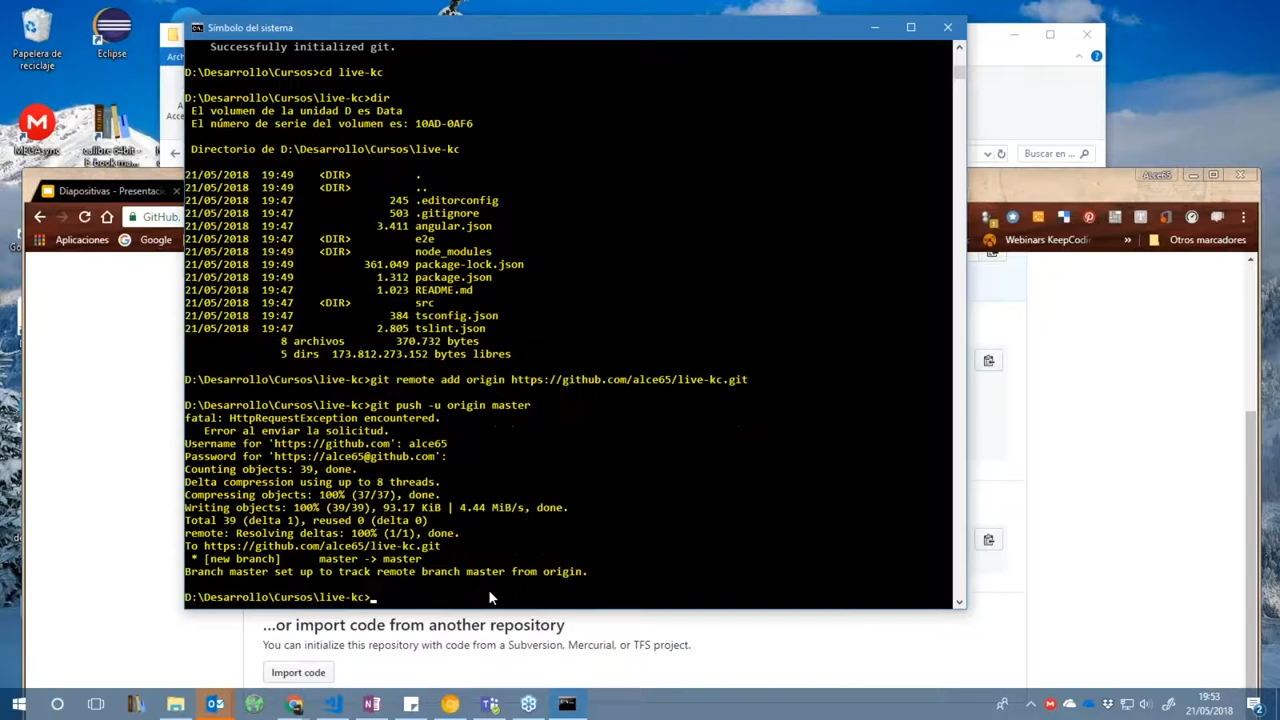 Papelera de
reciclaje
Eclipse
MEGAsync
calibre 64bit -
E-book ma...
Símbolo del sistema
Successfully initialized git.
D:\Desarrollo\Cursos>cd live-kc
D:\Desarrollo\Cursos\live-kc>dir
El volumen de la unidad D es Data
El número de serie del volumen es: 10AD-0AF6
Directorio de D:\Desarrollo\Cursos\live-kc
21/05/2018  19:49    <DIR>          .
21/05/2018  19:49    <DIR>          ..
21/05/2018  19:47               245 .editorconfig
21/05/2018  19:47               503 .gitignore
21/05/2018  19:47             3.411 angular.json
21/05/2018  19:47    <DIR>          e2e
21/05/2018  19:49    <DIR>          node_modules
21/05/2018  19:49           361.049 package-lock.json
21/05/2018  19:47             1.312 package.json
21/05/2018  19:47             1.023 README.md
21/05/2018  19:47    <DIR>          src
21/05/2018  19:47               384 tsconfig.json
21/05/2018  19:47             2.805 tslint.json
8 archivos        370.732 bytes
5 dirs  173.812.273.152 bytes libres
D:\Desarrollo\Cursos\live-kc>git remote add origin https://github.com/alce65/live-kc.git
D:\Desarrollo\Cursos\live-kc>git push -u origin master
fatal: HttpRequestException encountered.
Error al enviar la solicitud.
Username for 'https://github.com': alce65
Password for 'https://alce65@github.com':
Counting objects: 39, done.
Delta compression using up to 8 threads.
Compressing objects: 100% (37/37), done.
Writing objects: 100% (39/39), 93.17 KiB | 4.44 MiB/s, done.
Total 39 (delta 1), reused 0 (delta 0)
remote: Resolving deltas: 100% (1/1), done.
To https://github.com/alce65/live-kc.git
* [new branch]      master -> master
Branch master set up to track remote branch master from origin.
D:\Desarrollo\Cursos\live-kc>
Arch
Acce
Buscar en ...
Diapositivas - Presentaci
ALce65
GitHub,
Aplicaciones
Google
Webinars KeepCodin
»
Otros marcadores
...or import code from another repository
You can initialize this repository with code from a Subversion, Mercurial, or TFS project.
Import code
19:53
21/05/2018
2